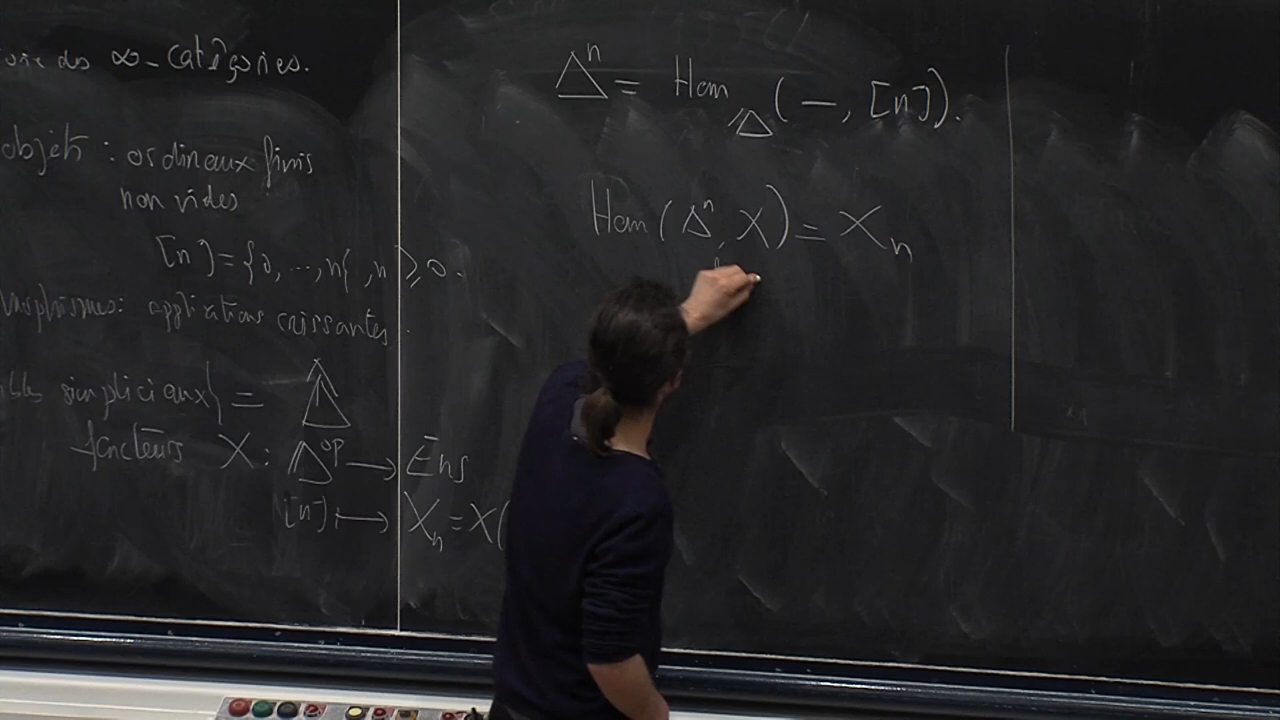 des ∞-catégories.
objets : ordinaux finis
non vides
[n] = {0, ..., n}, n ≥ 0.
morphismes : applications croissantes.
simpliciaux} = Δ^
foncteurs X : Δ^op → Ens
[n] ↦ X_n = X(
Δ^n = Hom_Δ(−, [n]).
Hom(Δ^n, X) = X_n